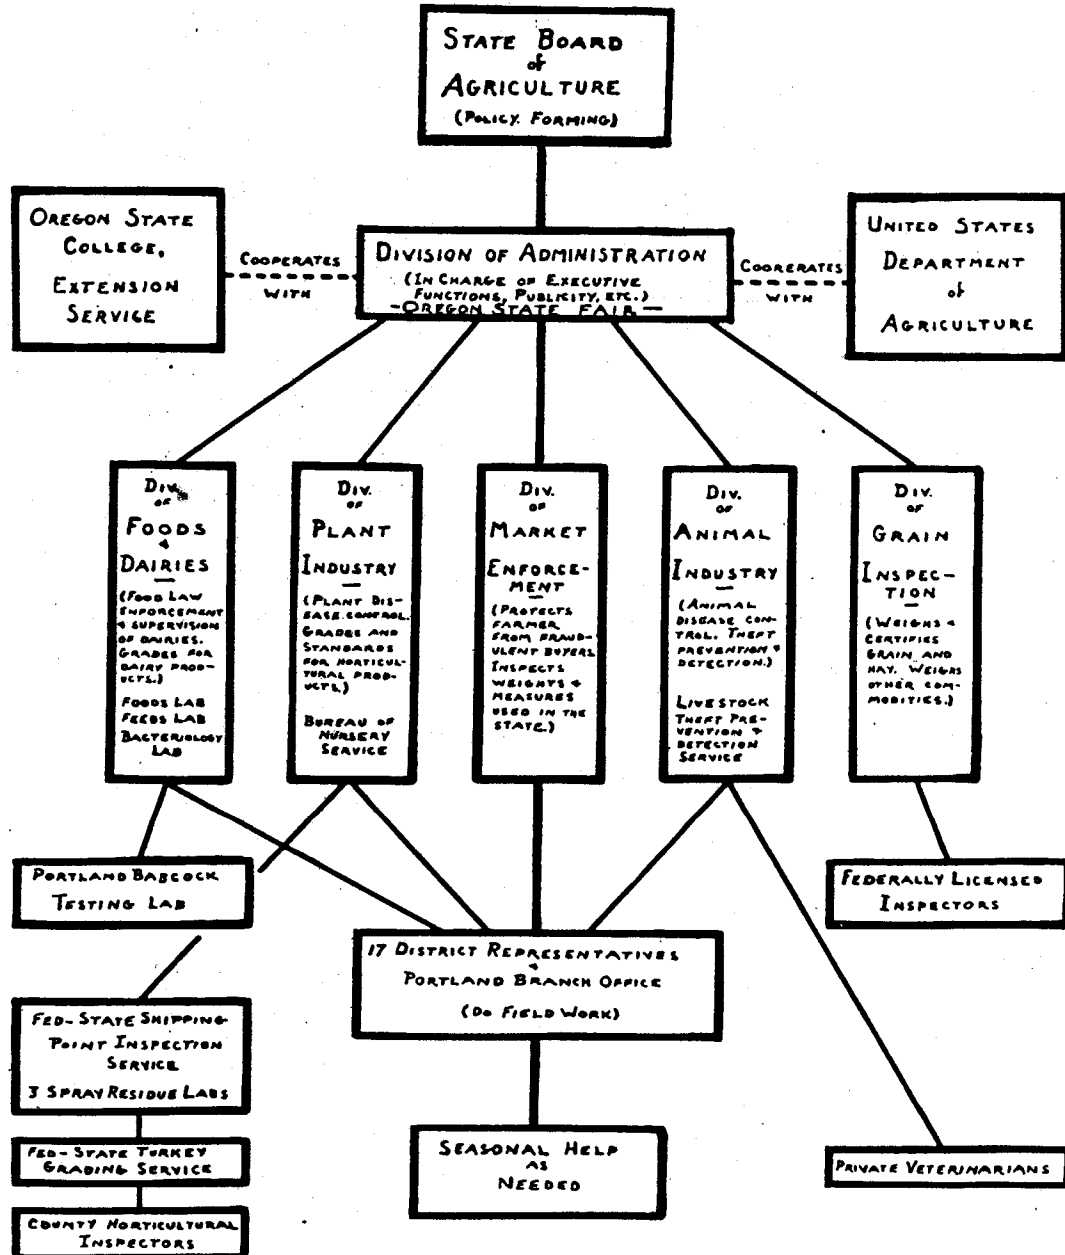 STATE BOARD
of
AGRICULTURE
(POLICY FORMING)
OREGON STATE
COLLEGE,
EXTENSION
SERVICE
COOPERATES
WITH
DIVISION OF ADMINISTRATION
(IN CHARGE OF EXECUTIVE
FUNCTIONS, PUBLICITY, ETC.)
-OREGON STATE FAIR-
COOPERATES
WITH
UNITED STATES
DEPARTMENT
of
AGRICULTURE
DIV.
OF
FOODS
&
DAIRIES
(FOOD LAW
ENFORCEMENT
& SUPERVISION
OF DAIRIES.
GRADES FOR
DAIRY PROD-
UCTS.)
FOODS LAB
FEEDS LAB
BACTERIOLOGY
LAB
DIV.
OF
PLANT
INDUSTRY
(PLANT DIS-
EASE CONTROL.
GRADES AND
STANDARDS
FOR HORTICUL-
TURAL PROD-
UCTS.)
BUREAU OF
NURSERY
SERVICE
DIV.
OF
MARKET
ENFORCE-
MENT
(PROTECTS
FARMER
FROM FRAUD-
ULENT BUYERS.
INSPECTS
WEIGHTS &
MEASURES
USED IN THE
STATE.)
DIV.
OF
ANIMAL
INDUSTRY
(ANIMAL
DISEASE CON-
TROL. THEFT
PREVENTION &
DETECTION.)
LIVESTOCK
THEFT PRE-
VENTION &
DETECTION
SERVICE
DIV.
OF
GRAIN
INSPEC-
TION
(WEIGHS &
CERTIFIES
GRAIN AND
HAY. WEIGHS
OTHER COM-
MODITIES.)
PORTLAND BABCOCK
TESTING LAB
FEDERALLY LICENSED
INSPECTORS
17 DISTRICT REPRESENTATIVES
&
PORTLAND BRANCH OFFICE
(DO FIELD WORK)
FED-STATE SHIPPING-
POINT INSPECTION
SERVICE
3 SPRAY RESIDUE LABS
FED-STATE TURKEY
GRADING SERVICE
COUNTY HORTICULTURAL
INSPECTORS
SEASONAL HELP
AS
NEEDED
PRIVATE VETERINARIANS